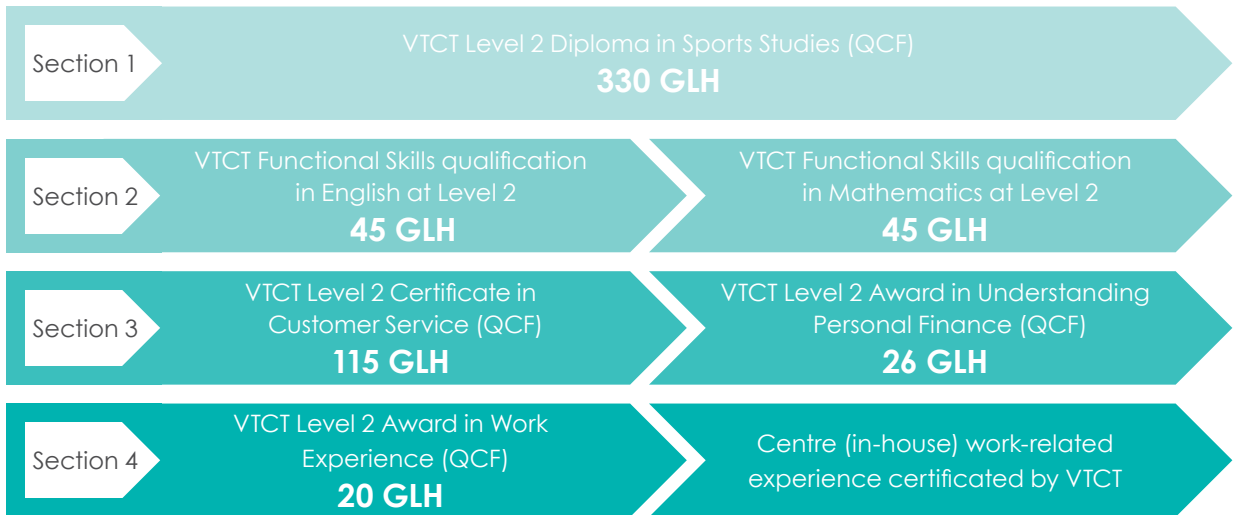 Section 1
VTCT Level 2 Diploma in Sports Studies (QCF)
330 GLH
Section 2
VTCT Functional Skills qualification
in English at Level 2
45 GLH
VTCT Functional Skills qualification
in Mathematics at Level 2
45 GLH
Section 3
VTCT Level 2 Certificate in
Customer Service (QCF)
115 GLH
VTCT Level 2 Award in Understanding
Personal Finance (QCF)
26 GLH
Section 4
VTCT Level 2 Award in Work
Experience (QCF)
20 GLH
Centre (in-house) work-related
experience certificated by VTCT